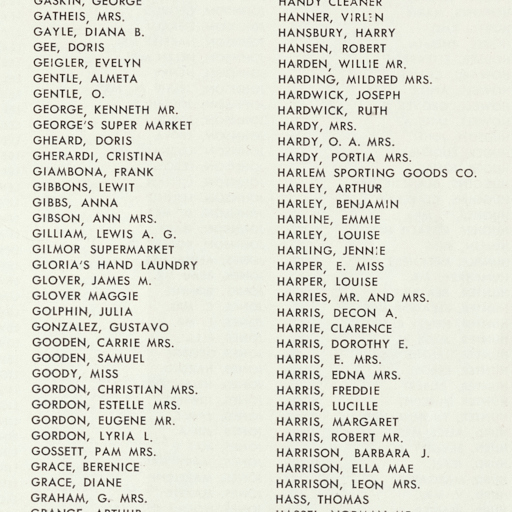 GASKIN, GEORGE
GATHEIS, MRS.
GAYLE, DIANA B.
GEE, DORIS
GEIGLER, EVELYN
GENTLE, ALMETA
GENTLE, O.
GEORGE, KENNETH MR.
GEORGE'S SUPER MARKET
GHEARD, DORIS
GHERARDI, CRISTINA
GIAMBONA, FRANK
GIBBONS, LEWIT
GIBBS, ANNA
GIBSON, ANN MRS.
GILLIAM, LEWIS A. G.
GILMOR SUPERMARKET
GLORIA'S HAND LAUNDRY
GLOVER, JAMES M.
GLOVER MAGGIE
GOLPHIN, JULIA
GONZALEZ, GUSTAVO
GOODEN, CARRIE MRS.
GOODEN, SAMUEL
GOODY, MISS
GORDON, CHRISTIAN MRS.
GORDON, ESTELLE MRS.
GORDON, EUGENE MR.
GORDON, LYRIA L.
GOSSETT, PAM MRS.
GRACE, BERENICE
GRACE, DIANE
GRAHAM, G. MRS.
HANDY CLEANER
HANNER, VIRLEN
HANSBURY, HARRY
HANSEN, ROBERT
HARDEN, WILLIE MR.
HARDING, MILDRED MRS.
HARDWICK, JOSEPH
HARDWICK, RUTH
HARDY, MRS.
HARDY, O. A. MRS.
HARDY, PORTIA MRS.
HARLEM SPORTING GOODS CO.
HARLEY, ARTHUR
HARLEY, BENJAMIN
HARLINE, EMMIE
HARLEY, LOUISE
HARLING, JENNIE
HARPER, E. MISS
HARPER, LOUISE
HARRIES, MR. AND MRS.
HARRIS, DECON A.
HARRIE, CLARENCE
HARRIS, DOROTHY E.
HARRIS, E. MRS.
HARRIS, EDNA MRS.
HARRIS, FREDDIE
HARRIS, LUCILLE
HARRIS, MARGARET
HARRIS, ROBERT MR.
HARRISON, BARBARA J.
HARRISON, ELLA MAE
HARRISON, LEON MRS.
HASS, THOMAS